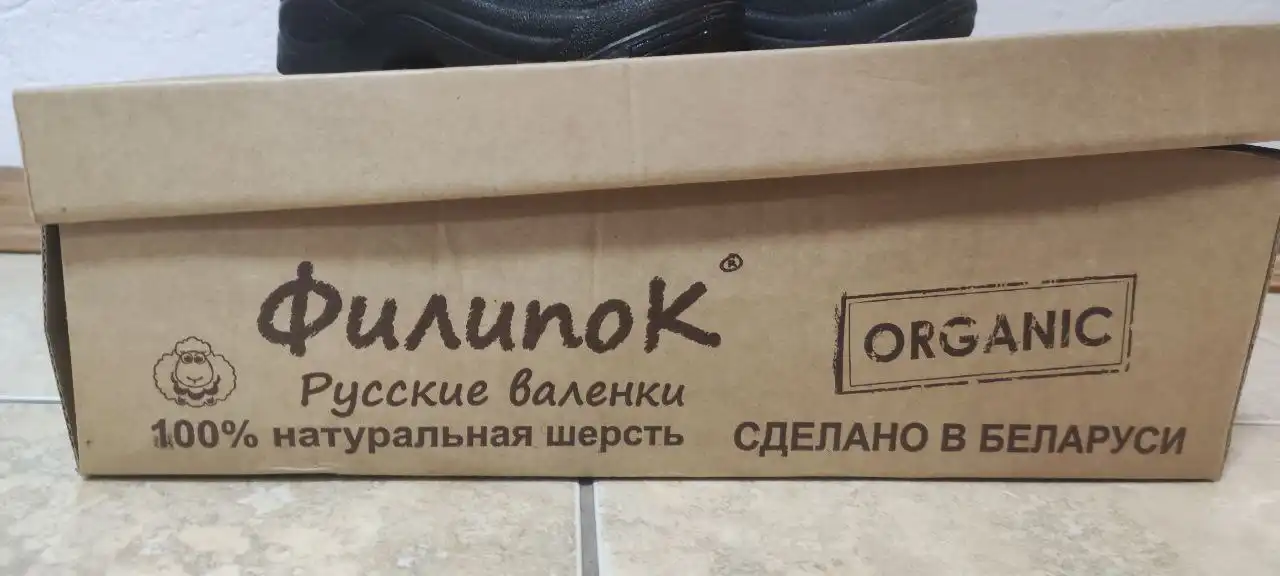 Филипок®
ORGANIC
Русские валенки
100% натуральная шерсть
СДЕЛАНО В БЕЛАРУСИ